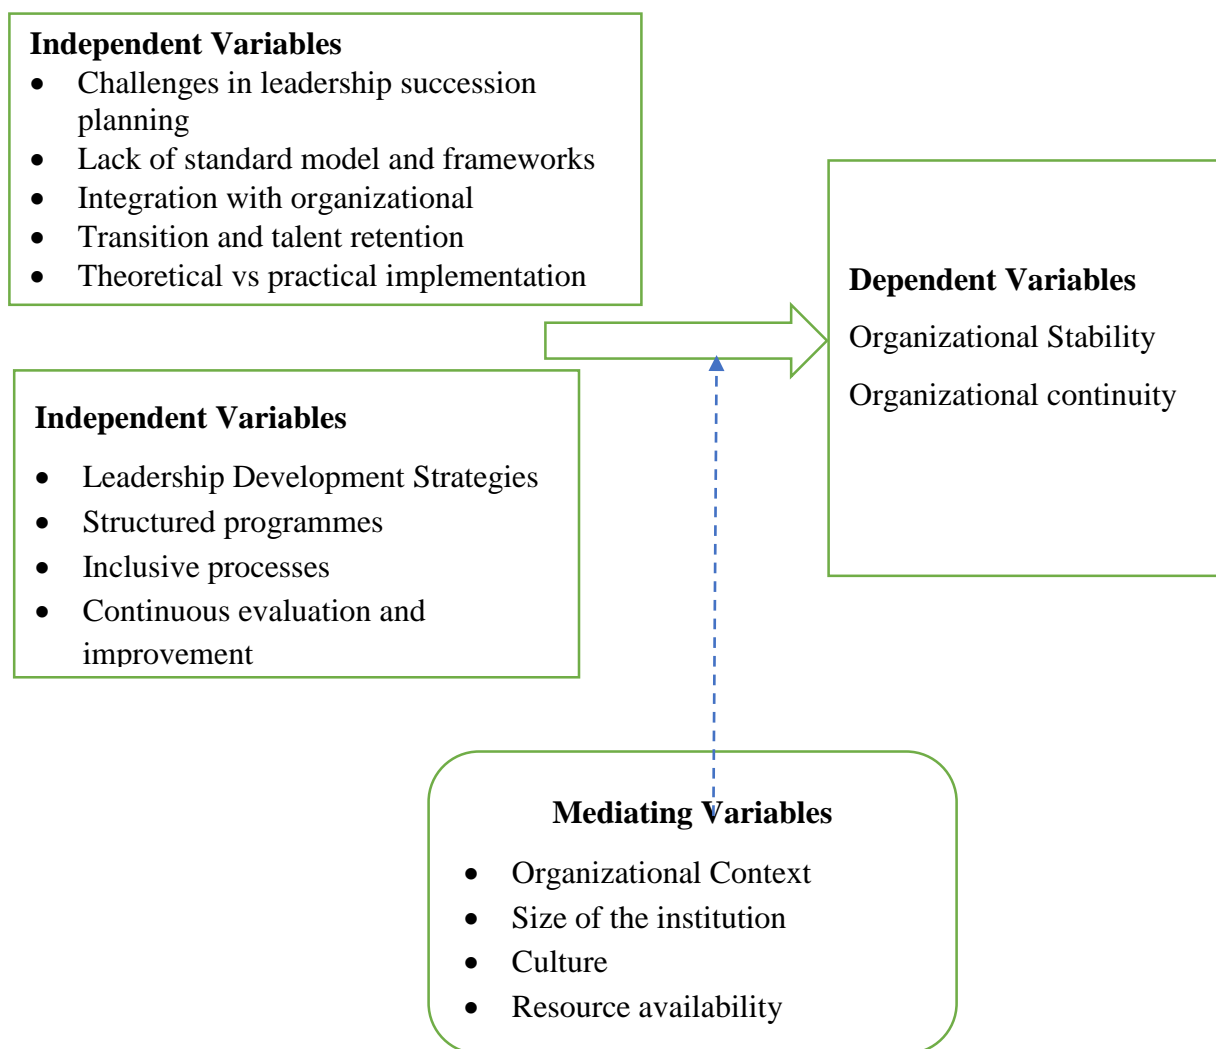 Independent Variables
• Challenges in leadership succession
planning
• Lack of standard model and frameworks
• Integration with organizational
• Transition and talent retention
• Theoretical vs practical implementation
Dependent Variables
Organizational Stability
Organizational continuity
Independent Variables
• Leadership Development Strategies
• Structured programmes
• Inclusive processes
• Continuous evaluation and
improvement
Mediating Variables
• Organizational Context
• Size of the institution
• Culture
• Resource availability